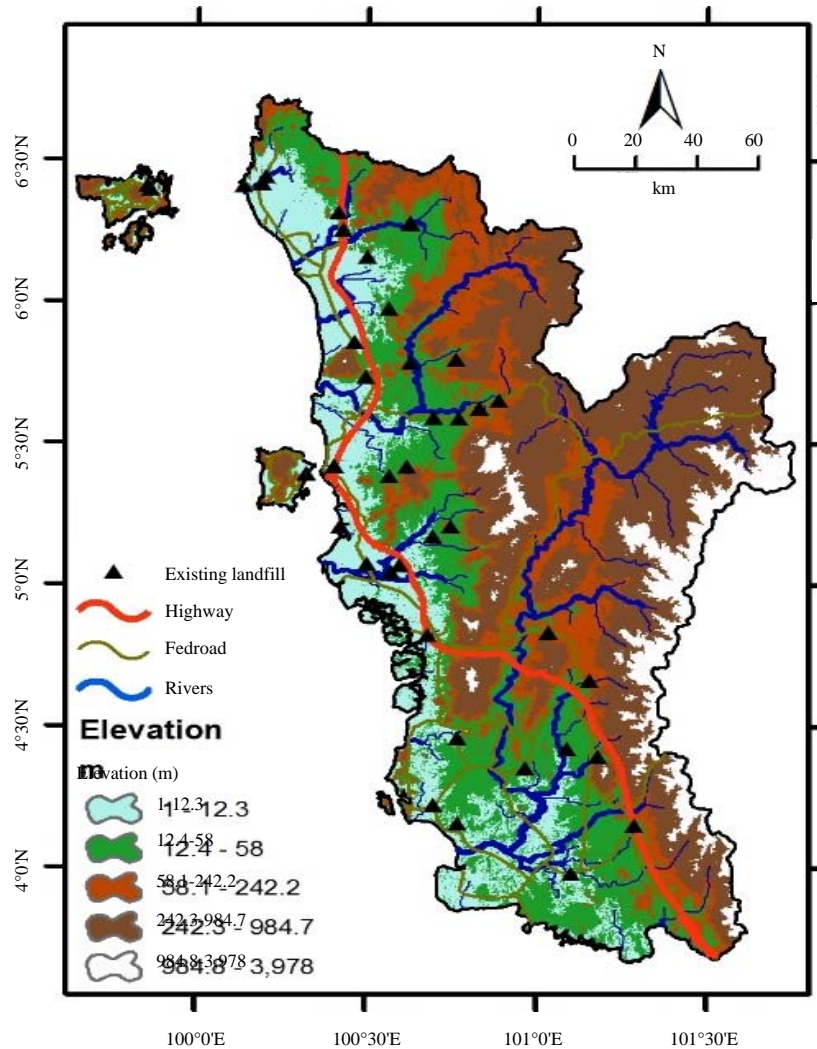 N
0 20 40 60
km
6°30'N
6°0'N
5°30'N
5°0'N
4°30'N
4°0'N
Existing landfill
Highway
Fedroad
Rivers
Elevation
m
Elevation (m)
1-12.3
1 - 12.3
12.4-58
12.4 - 58
58.1-242.2
58.1 - 242.2
242.3-984.7
242.3 - 984.7
984.8-3,978
984.8 - 3,978
100°0'E 100°30'E 101°0'E 101°30'E